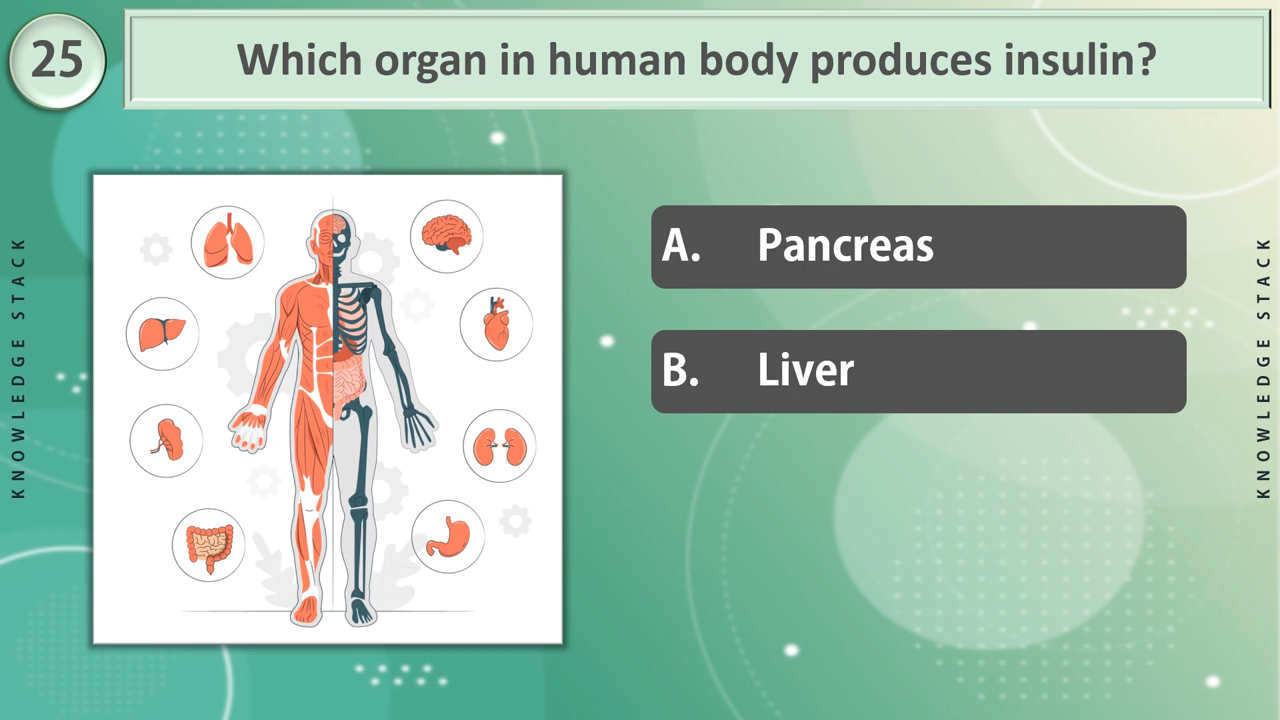 25
Which organ in human body produces insulin?
KNOWLEDGE STACK
A. Pancreas
B. Liver
KNOWLEDGE STACK